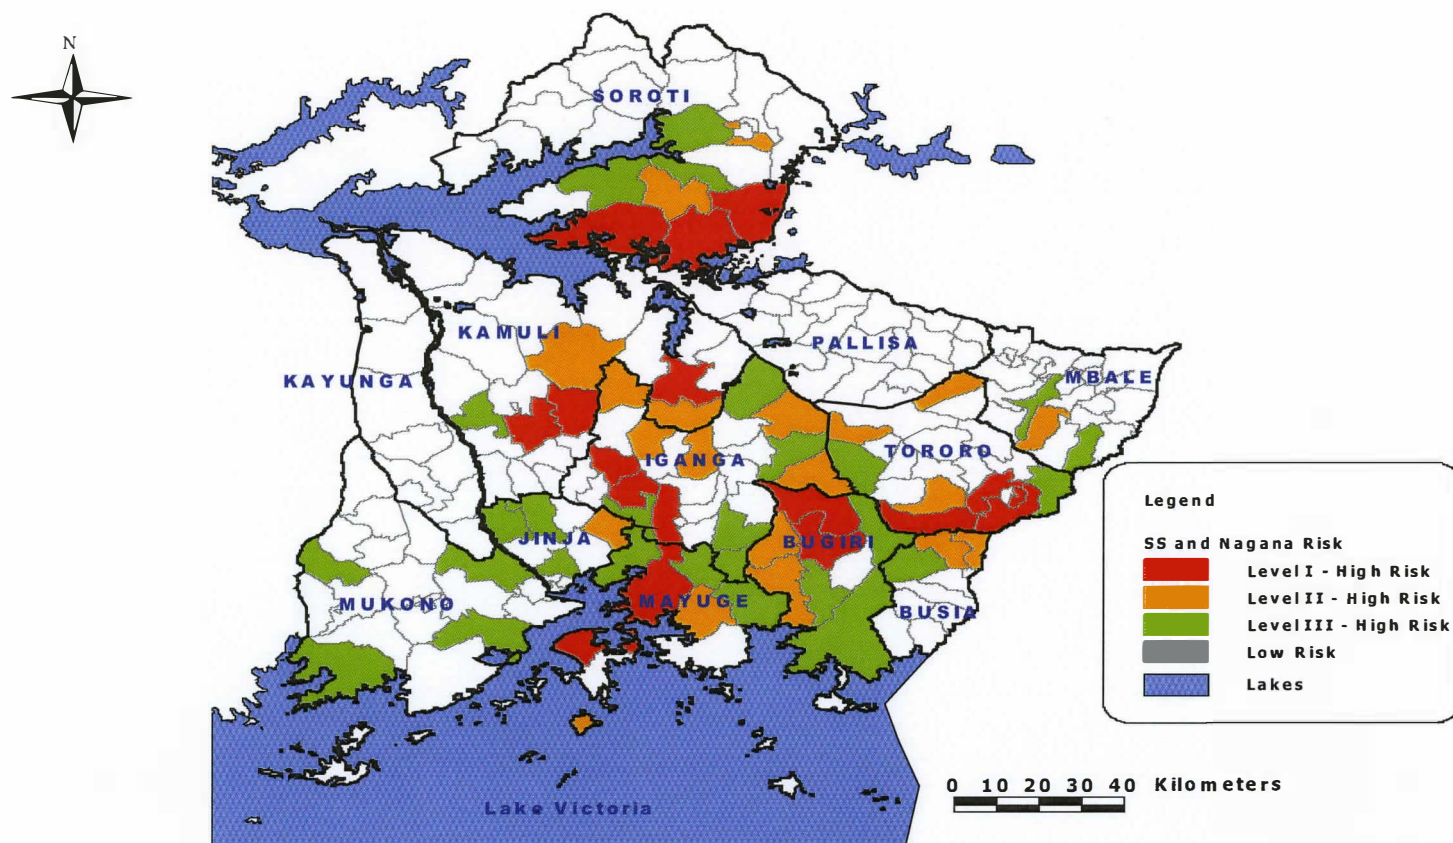 N
SOROTI
KAMULI
PALLISA
KAYUNGA
MBALE
IGANGA
TORORO
JINJA
BUGIRI
MUKONO
MAYUGE
BUSIA
Lake Victoria
Legend
SS and Nagana Risk
Level I - High Risk
Level II - High Risk
Level III - High Risk
Low Risk
Lakes
0 10 20 30 40 Kilometers